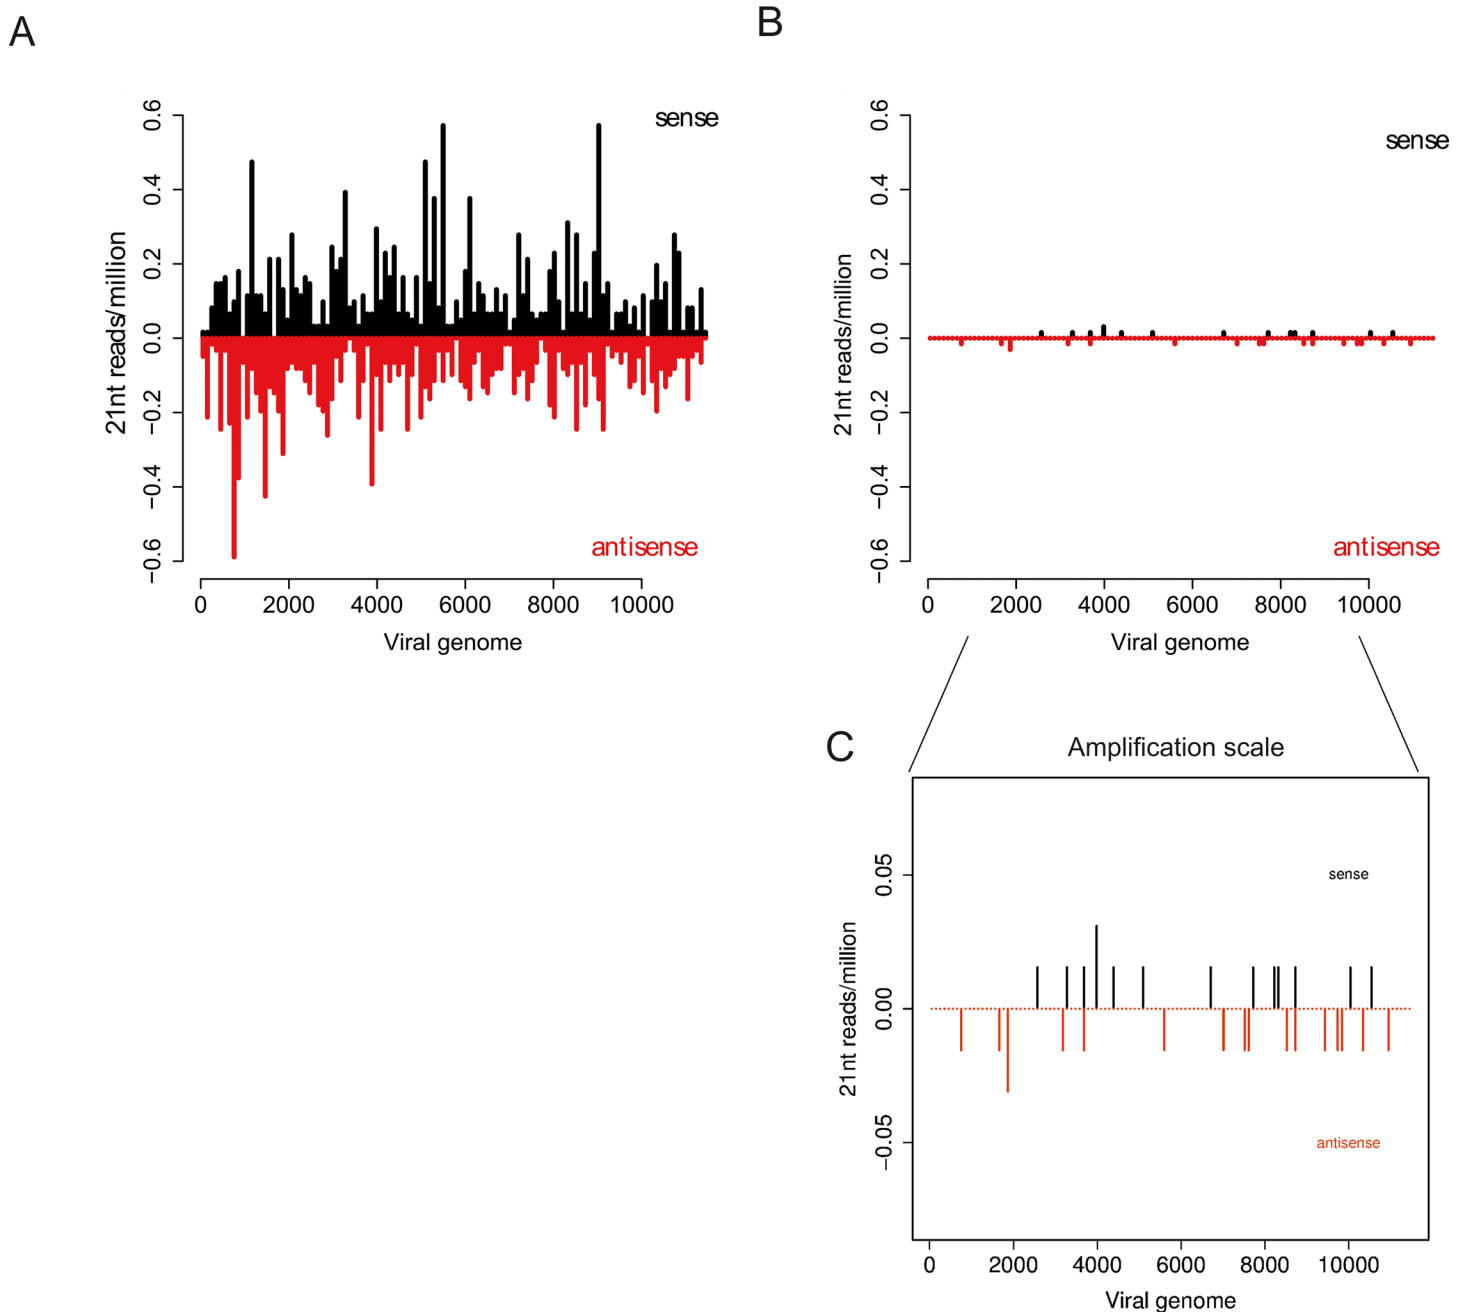 A
sense
0.6
0.4
0.2
0.0
−0.2
−0.4
−0.6
21nt reads/million
antisense
0 2000 4000 6000 8000 10000
Viral genome
B
sense
0.6
0.4
0.2
0.0
−0.2
−0.4
−0.6
21nt reads/million
antisense
0 2000 4000 6000 8000 10000
Viral genome
C
Amplification scale
sense
0.05
0.00
−0.05
21nt reads/million
antisense
0 2000 4000 6000 8000 10000
Viral genome